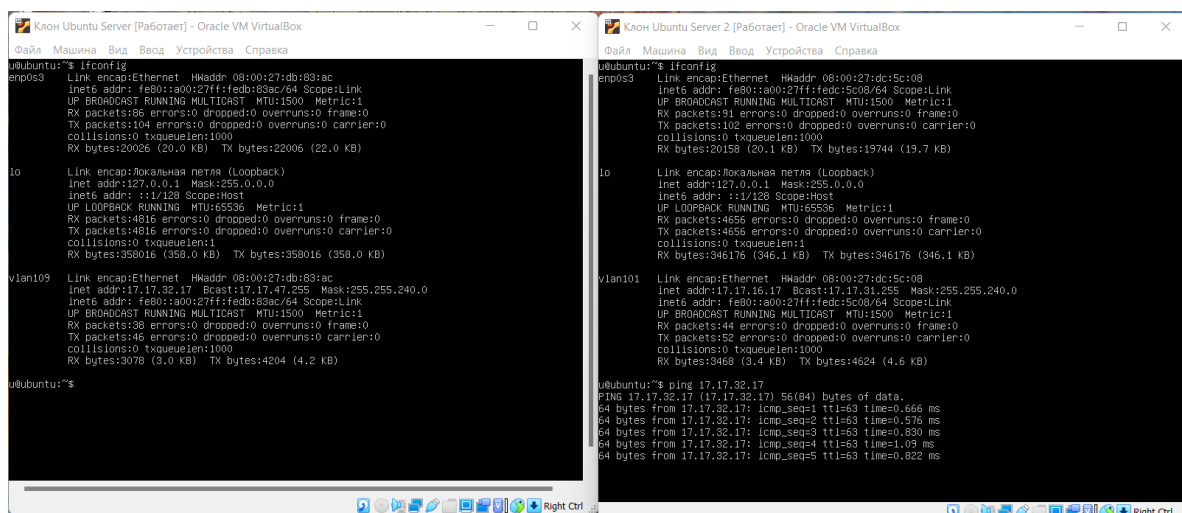 Клон Ubuntu Server [Работает] - Oracle VM VirtualBox
Файл Машина Вид Ввод Устройства Справка
u@ubuntu:~$ ifconfig
enp0s3 Link encap:Ethernet HWaddr 08:00:27:db:83:ac
inet6 addr: fe80::a00:27ff:fedb:83ac/64 Scope:Link
UP BROADCAST RUNNING MULTICAST MTU:1500 Metric:1
RX packets:86 errors:0 dropped:0 overruns:0 frame:0
TX packets:104 errors:0 dropped:0 overruns:0 carrier:0
collisions:0 txqueuelen:1000
RX bytes:20026 (20.0 KB) TX bytes:22006 (22.0 KB)
lo Link encap:Локальная петля (Loopback)
inet addr:127.0.0.1 Mask:255.0.0.0
inet6 addr: ::1/128 Scope:Host
UP LOOPBACK RUNNING MTU:65536 Metric:1
RX packets:4816 errors:0 dropped:0 overruns:0 frame:0
TX packets:4816 errors:0 dropped:0 overruns:0 carrier:0
collisions:0 txqueuelen:1
RX bytes:358016 (358.0 KB) TX bytes:358016 (358.0 KB)
vlan109 Link encap:Ethernet HWaddr 08:00:27:db:83:ac
inet addr:17.17.32.17 Bcast:17.17.47.255 Mask:255.255.240.0
inet6 addr: fe80::a00:27ff:fedb:83ac/64 Scope:Link
UP BROADCAST RUNNING MULTICAST MTU:1500 Metric:1
RX packets:38 errors:0 dropped:0 overruns:0 frame:0
TX packets:46 errors:0 dropped:0 overruns:0 carrier:0
collisions:0 txqueuelen:1000
RX bytes:3078 (3.0 KB) TX bytes:4204 (4.2 KB)
u@ubuntu:~$
Right Ctrl
Клон Ubuntu Server 2 [Работает] - Oracle VM VirtualBox
Файл Машина Вид Ввод Устройства Справка
u@ubuntu:~$ ifconfig
enp0s3 Link encap:Ethernet HWaddr 08:00:27:dc:5c:08
inet6 addr: fe80::a00:27ff:fedc:5c08/64 Scope:Link
UP BROADCAST RUNNING MULTICAST MTU:1500 Metric:1
RX packets:91 errors:0 dropped:0 overruns:0 frame:0
TX packets:102 errors:0 dropped:0 overruns:0 carrier:0
collisions:0 txqueuelen:1000
RX bytes:20158 (20.1 KB) TX bytes:19744 (19.7 KB)
lo Link encap:Локальная петля (Loopback)
inet addr:127.0.0.1 Mask:255.0.0.0
inet6 addr: ::1/128 Scope:Host
UP LOOPBACK RUNNING MTU:65536 Metric:1
RX packets:4656 errors:0 dropped:0 overruns:0 frame:0
TX packets:4656 errors:0 dropped:0 overruns:0 carrier:0
collisions:0 txqueuelen:1
RX bytes:346176 (346.1 KB) TX bytes:346176 (346.1 KB)
vlan101 Link encap:Ethernet HWaddr 08:00:27:dc:5c:08
inet addr:17.17.16.17 Bcast:17.17.31.255 Mask:255.255.240.0
inet6 addr: fe80::a00:27ff:fedc:5c08/64 Scope:Link
UP BROADCAST RUNNING MULTICAST MTU:1500 Metric:1
RX packets:44 errors:0 dropped:0 overruns:0 frame:0
TX packets:52 errors:0 dropped:0 overruns:0 carrier:0
collisions:0 txqueuelen:1000
RX bytes:3468 (3.4 KB) TX bytes:4624 (4.6 KB)
u@ubuntu:~$ ping 17.17.32.17
PING 17.17.32.17 (17.17.32.17) 56(84) bytes of data.
64 bytes from 17.17.32.17: icmp_seq=1 ttl=63 time=0.666 ms
64 bytes from 17.17.32.17: icmp_seq=2 ttl=63 time=0.576 ms
64 bytes from 17.17.32.17: icmp_seq=3 ttl=63 time=0.830 ms
64 bytes from 17.17.32.17: icmp_seq=4 ttl=63 time=1.09 ms
64 bytes from 17.17.32.17: icmp_seq=5 ttl=63 time=0.822 ms
Right Ctrl